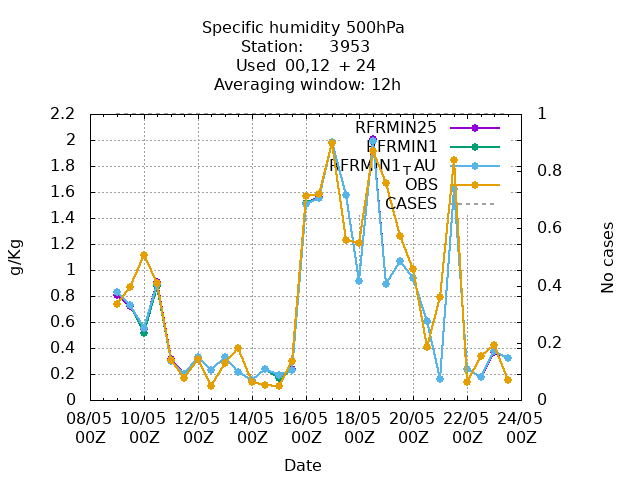 Specific humidity 500hPa
Station: 3953
Used 00,12 + 24
Averaging window: 12h
RFRMIN25
RFRMIN1
RFRMIN1TAU
OBS
CASES
g/Kg
No cases
2.2
2
1.8
1.6
1.4
1.2
1
0.8
0.6
0.4
0.2
0
1
0.8
0.6
0.4
0.2
0
08/05 10/05 12/05 14/05 16/05 18/05 20/05 22/05 24/05
00Z 00Z 00Z 00Z 00Z 00Z 00Z 00Z 00Z
Date